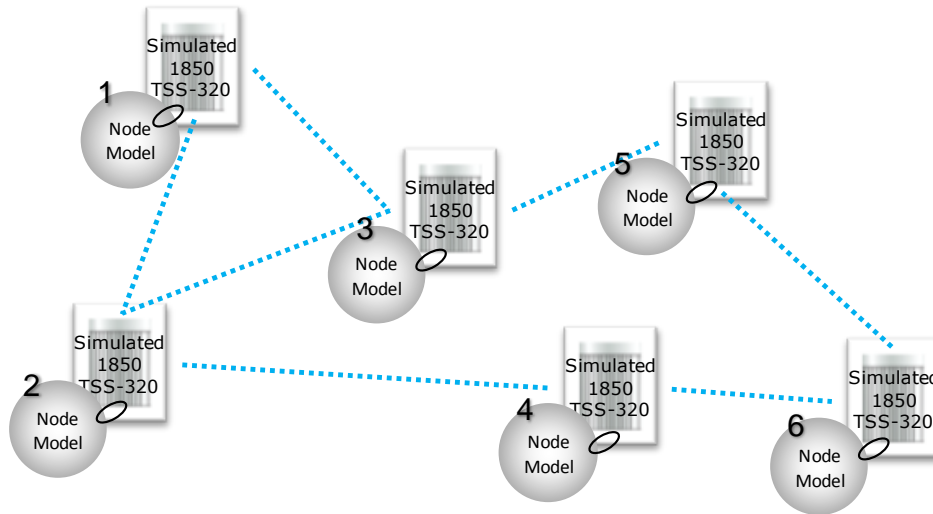 Simulated
1850
TSS-320
1
Node
Model
Simulated
1850
TSS-320
5
Node
Model
Simulated
1850
TSS-320
3
Node
Model
Simulated
1850
TSS-320
2
Node
Model
Simulated
1850
TSS-320
4
Node
Model
Simulated
1850
TSS-320
6
Node
Model